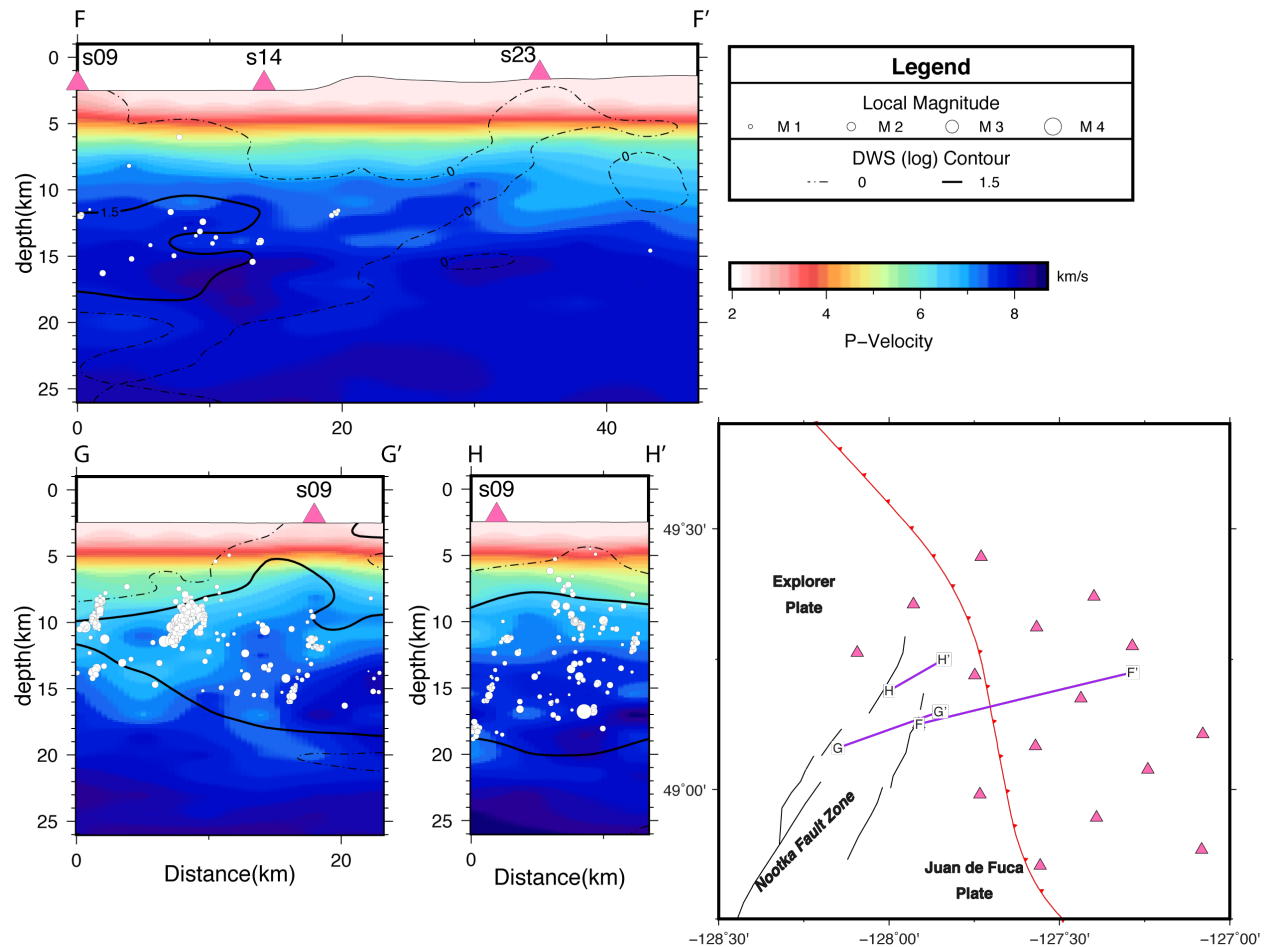 F
F’
0
5
10
15
20
25
depth(km)
s09
s14
s23
0
0
0
0
1.5
0
20
40
Legend
Local Magnitude
M 1
M 2
M 3
M 4
DWS (log) Contour
0
1.5
km/s
2
4
6
8
P−Velocity
G
G’
0
5
10
15
20
25
depth(km)
s09
0
20
Distance(km)
H
H’
0
5
10
15
20
25
depth(km)
s09
0
Distance(km)
49˚30'
49˚00'
Explorer
Plate
H
H'
F'
G'
F
G
Nootka Fault Zone
Juan de Fuca
Plate
−128˚30'
−128˚00'
−127˚30'
−127˚00'